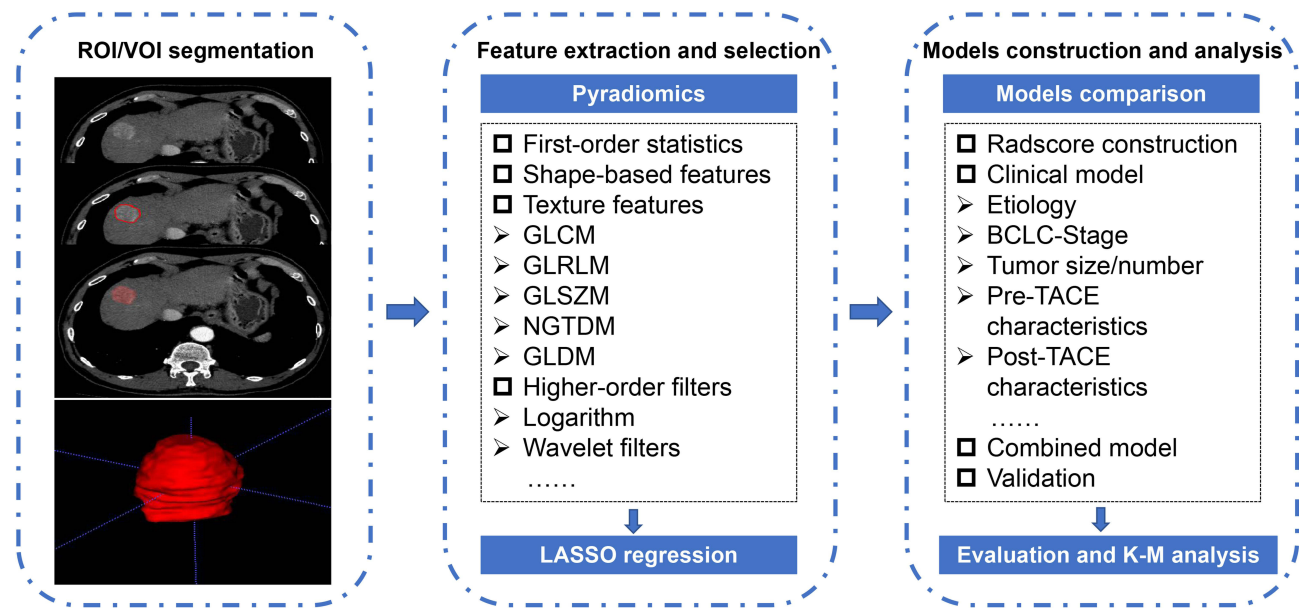 ROI/VOI segmentation
Feature extraction and selection
Pyradiomics
First-order statistics
Shape-based features
Texture features
GLCM
GLRLM
GLSZM
NGTDM
GLDM
Higher-order filters
Logarithm
Wavelet filters
……
LASSO regression
Models construction and analysis
Models comparison
Radscore construction
Clinical model
Etiology
BCLC-Stage
Tumor size/number
Pre-TACE
characteristics
Post-TACE
characteristics
……
Combined model
Validation
Evaluation and K-M analysis